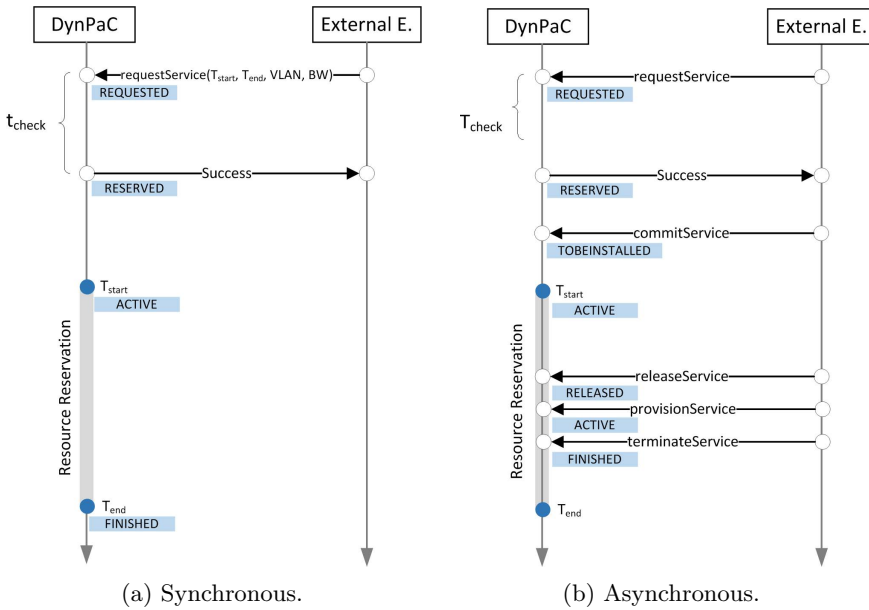 DynPaC
External E.
requestService(Tstart, Tend, VLAN, BW)
REQUESTED
tcheck
Success
RESERVED
Tstart
ACTIVE
Resource Reservation
Tend
FINISHED
(a) Synchronous.
DynPaC
External E.
requestService
REQUESTED
Tcheck
Success
RESERVED
commitService
TOBEINSTALLED
Tstart
ACTIVE
Resource Reservation
releaseService
RELEASED
provisionService
ACTIVE
terminateService
FINISHED
Tend
(b) Asynchronous.